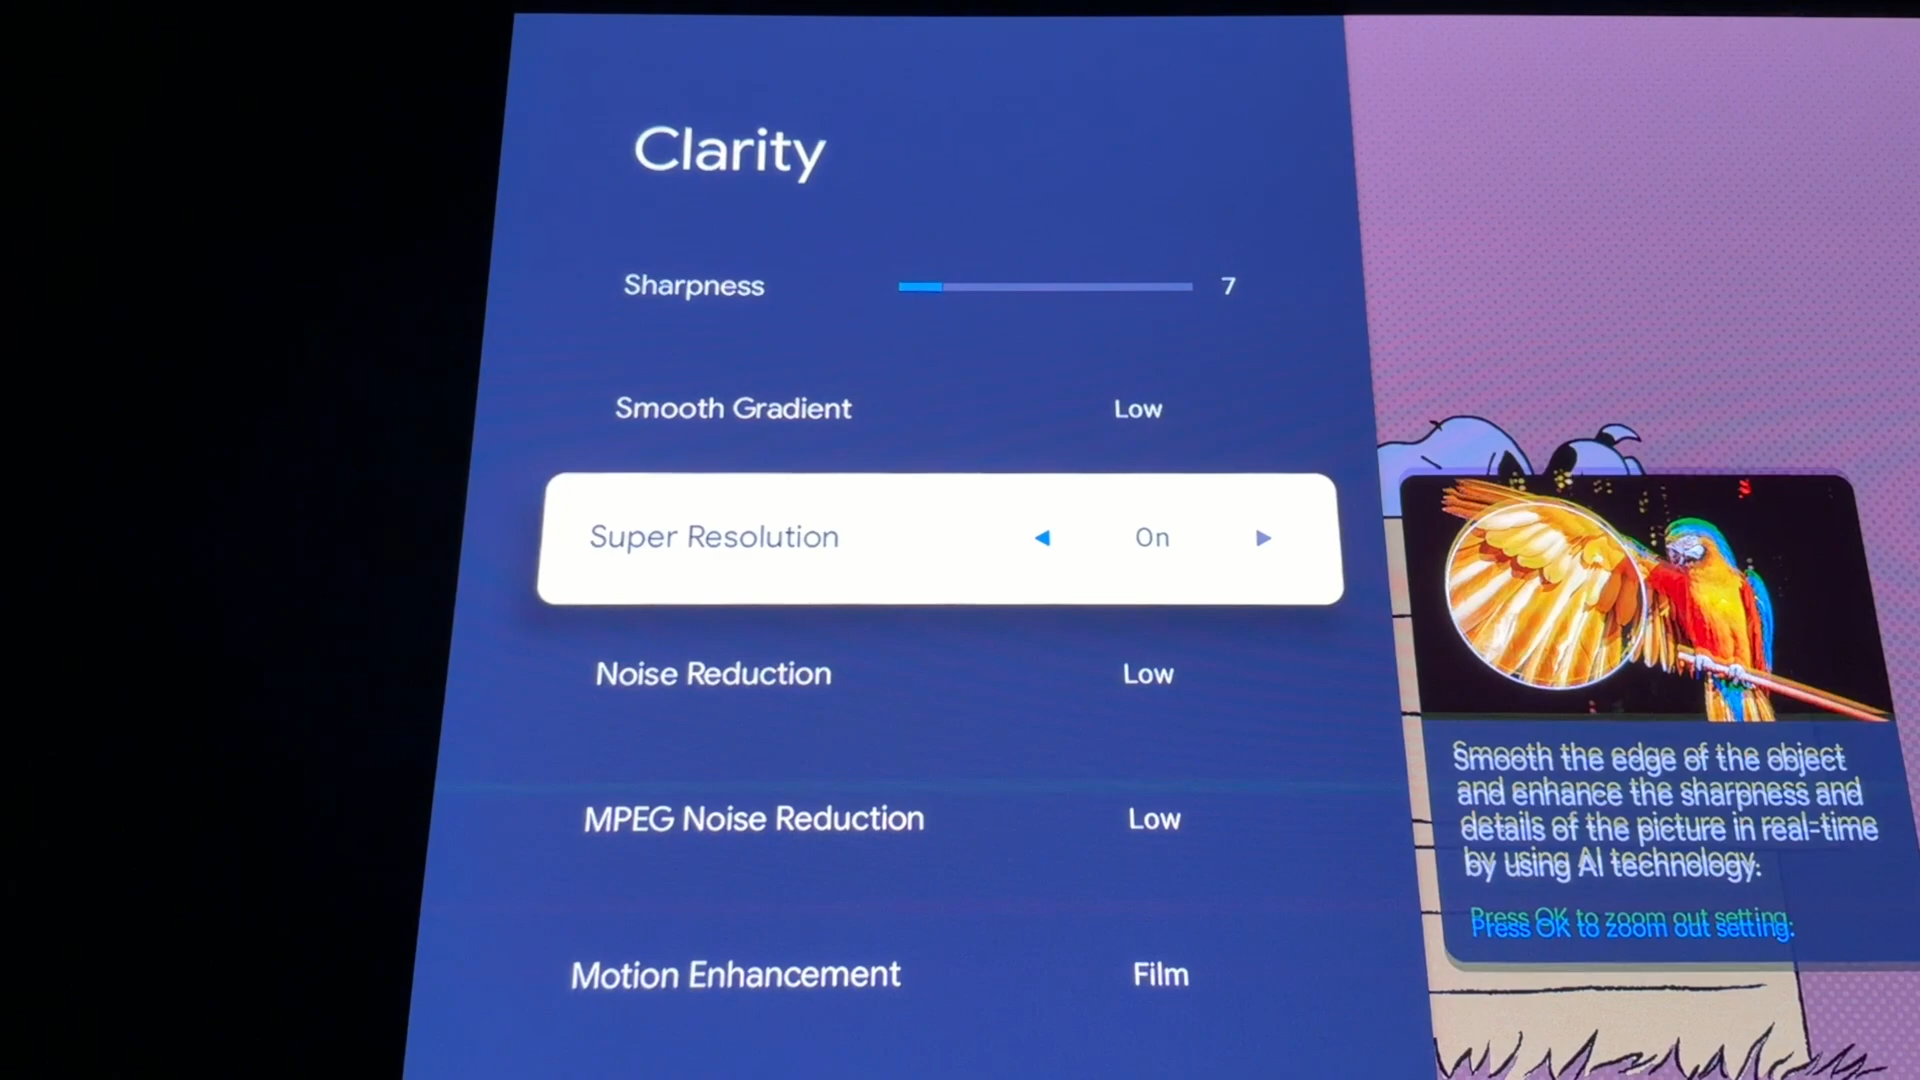 Clarity
Sharpness 7
Smooth Gradient Low
Super Resolution On
Noise Reduction Low
MPEG Noise Reduction Low
Motion Enhancement Film
Smooth the edge of the object
and enhance the sharpness and
details of the picture in real-time
by using AI technology.
Press OK to zoom out setting.